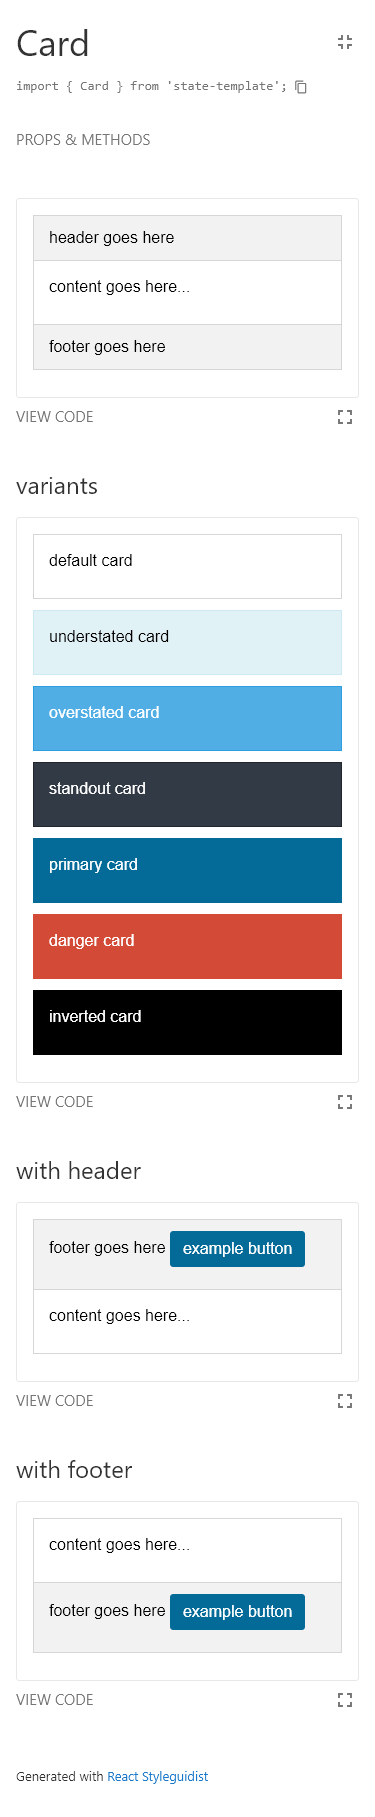 Card
import { Card } from 'state-template';
PROPS & METHODS
header goes here
content goes here...
footer goes here
VIEW CODE
variants
default card
understated card
overstated card
standout card
primary card
danger card
inverted card
VIEW CODE
with header
footer goes here example button
content goes here...
VIEW CODE
with footer
content goes here...
footer goes here example button
VIEW CODE
Generated with React Styleguidist